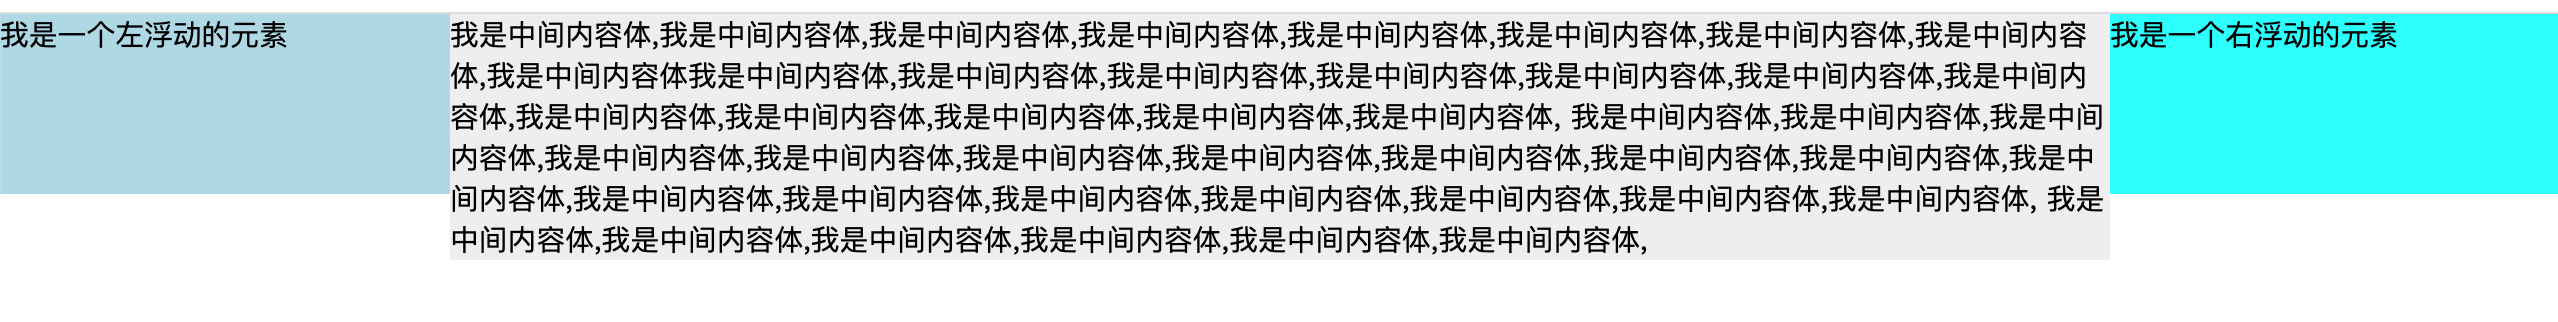 我是一个左浮动的元素
我是中间内容体,我是中间内容体,我是中间内容体,我是中间内容体,我是中间内容体,我是中间内容体,我是中间内容体,我是中间内容
体,我是中间内容体我是中间内容体,我是中间内容体,我是中间内容体,我是中间内容体,我是中间内容体,我是中间内容体,我是中间内
容体,我是中间内容体,我是中间内容体,我是中间内容体,我是中间内容体,我是中间内容体, 我是中间内容体,我是中间内容体,我是中间
内容体,我是中间内容体,我是中间内容体,我是中间内容体,我是中间内容体,我是中间内容体,我是中间内容体,我是中间内容体,我是中
间内容体,我是中间内容体,我是中间内容体,我是中间内容体,我是中间内容体,我是中间内容体,我是中间内容体,我是中间内容体, 我是
中间内容体,我是中间内容体,我是中间内容体,我是中间内容体,我是中间内容体,我是中间内容体,
我是一个右浮动的元素